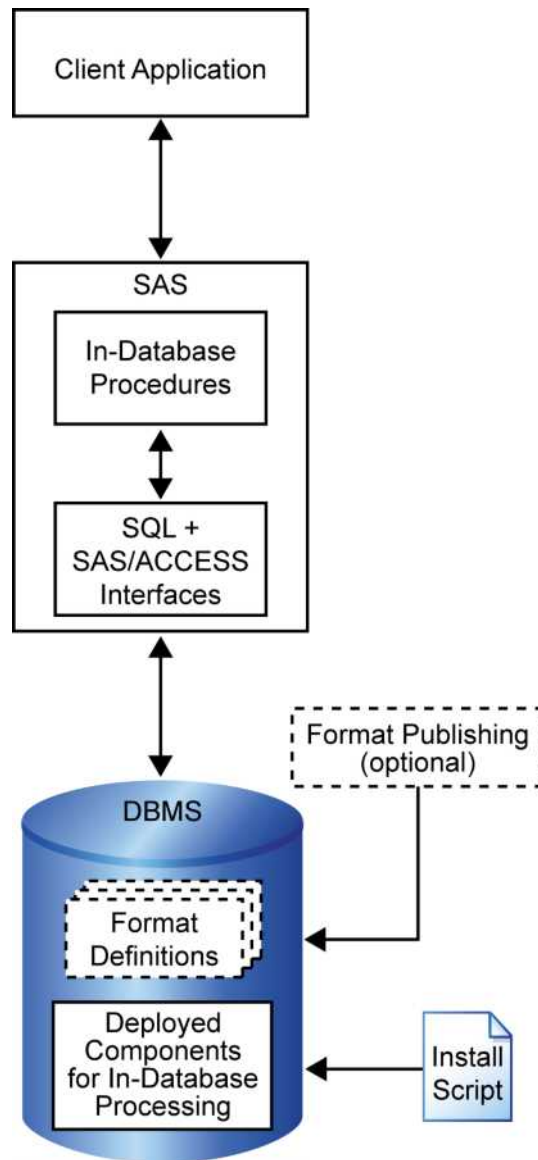 Client Application
SAS
In-Database
Procedures
SQL +
SAS/ACCESS
Interfaces
Format Publishing
(optional)
DBMS
Format
Definitions
Deployed
Components
for In-Database
Processing
Install
Script